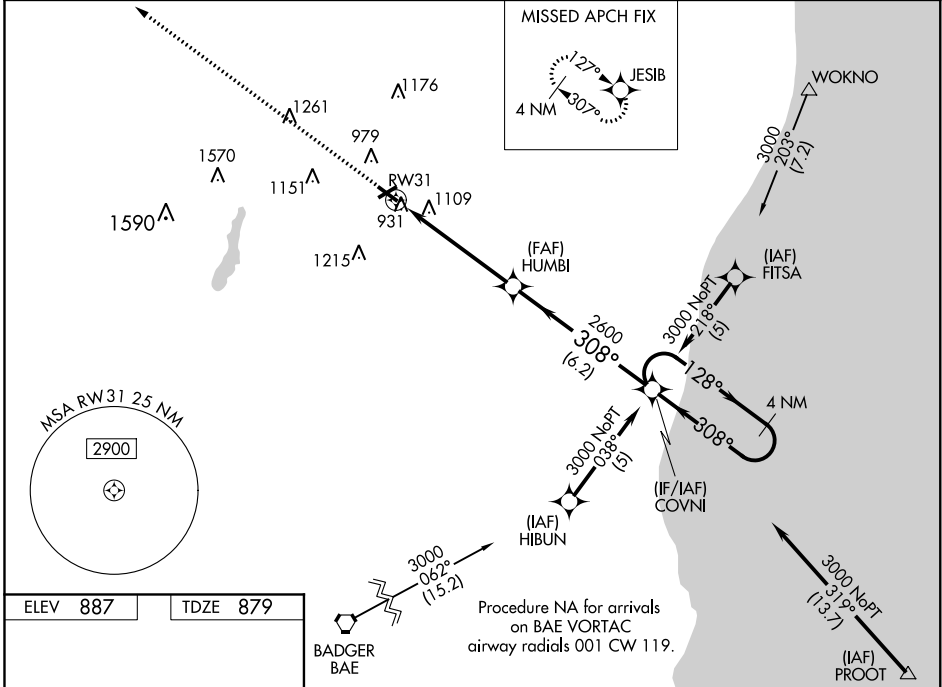 MISSED APCH FIX
127°
JESIB
4 NM
307°
WOKNO
3000
203°
(7.2)
1176
1261
979
1570
1151
RW31
1109
931
1590
1215
(FAF)
HUMBI
(IAF)
FITSA
3000 NoPT
218°
(5)
2600
308°
(6.2)
128°
4 NM
308°
MSA RW31 25 NM
2900
3000 NoPT
038°
(5)
(IF/IAF)
COVNI
(IAF)
HIBUN
3000
062°
(15.2)
3000 NoPT
319°
(13.7)
ELEV 887
TDZE 879
BADGER
BAE
Procedure NA for arrivals
on BAE VORTAC
airway radials 001 CW 119.
(IAF)
PROOT